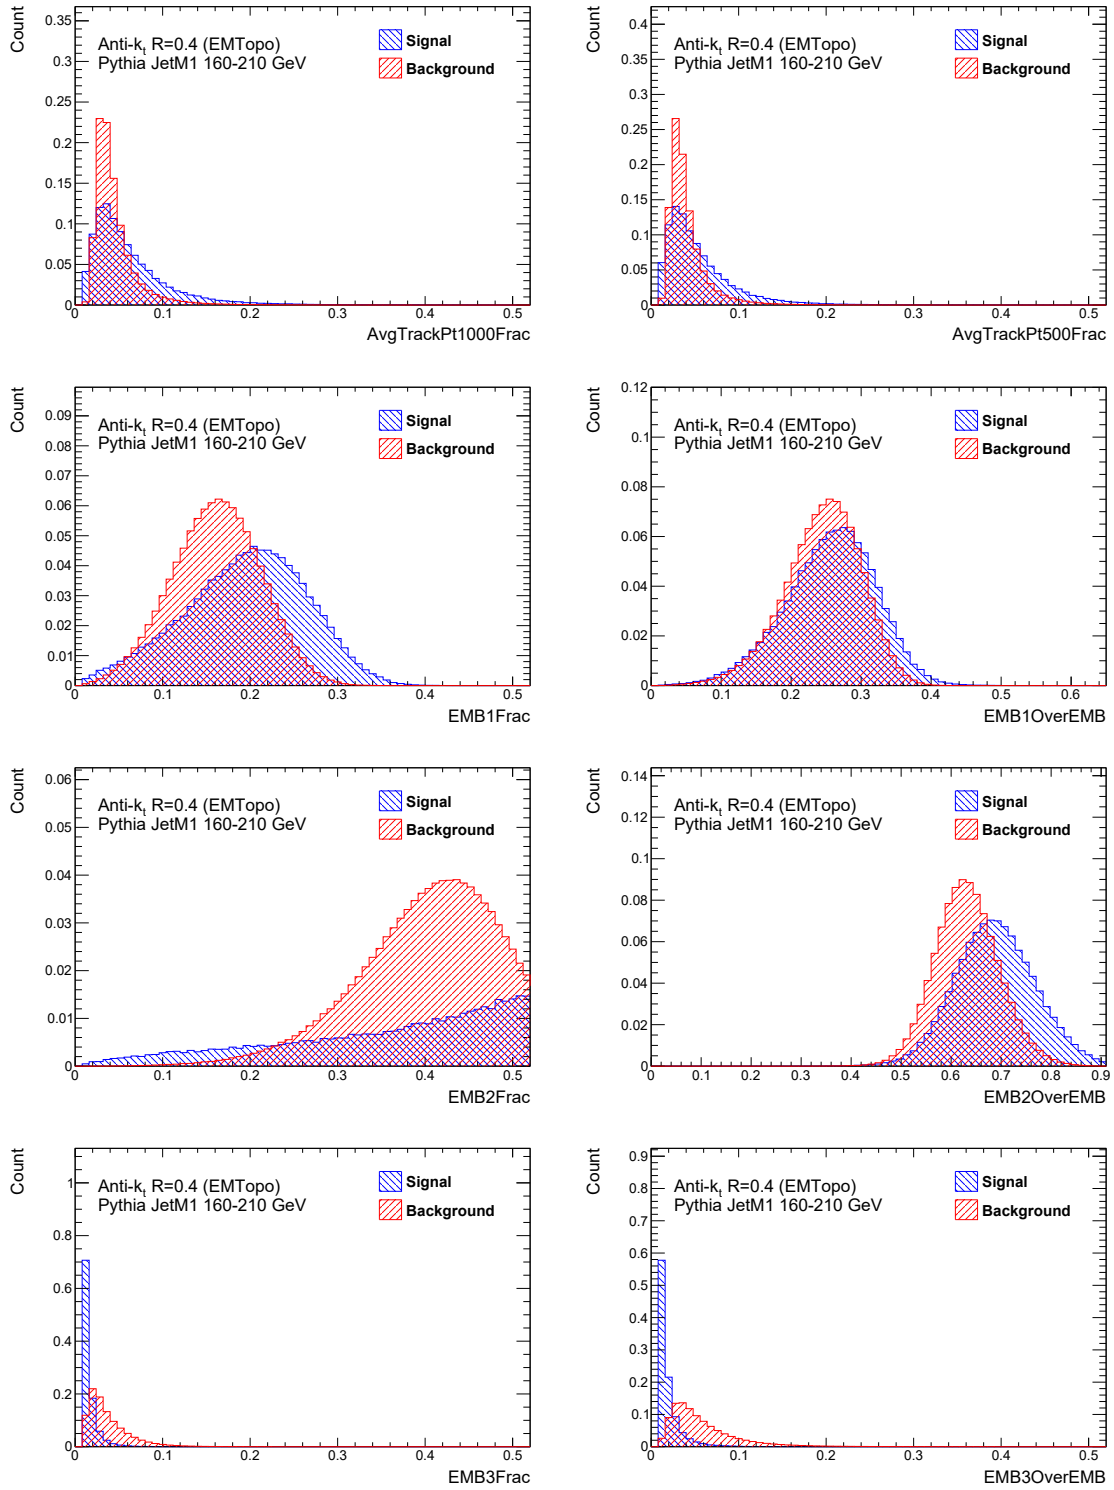 Count
0.35
0.3
0.25
0.2
0.15
0.1
0.05
0
Anti-kt R=0.4 (EMTopo)
Pythia JetM1 160-210 GeV
Signal
Background
0 0.1 0.2 0.3 0.4 0.5
AvgTrackPt1000Frac
Count
0.4
0.35
0.3
0.25
0.2
0.15
0.1
0.05
0
Anti-kt R=0.4 (EMTopo)
Pythia JetM1 160-210 GeV
Signal
Background
0 0.1 0.2 0.3 0.4 0.5
AvgTrackPt500Frac
Count
0.09
0.08
0.07
0.06
0.05
0.04
0.03
0.02
0.01
0
Anti-kt R=0.4 (EMTopo)
Pythia JetM1 160-210 GeV
Signal
Background
0 0.1 0.2 0.3 0.4 0.5
EMB1Frac
Count
0.12
0.1
0.08
0.06
0.04
0.02
0
Anti-kt R=0.4 (EMTopo)
Pythia JetM1 160-210 GeV
Signal
Background
0 0.1 0.2 0.3 0.4 0.5 0.6
EMB1OverEMB
Count
0.06
0.05
0.04
0.03
0.02
0.01
0
Anti-kt R=0.4 (EMTopo)
Pythia JetM1 160-210 GeV
Signal
Background
0 0.1 0.2 0.3 0.4 0.5
EMB2Frac
Count
0.14
0.12
0.1
0.08
0.06
0.04
0.02
0
Anti-kt R=0.4 (EMTopo)
Pythia JetM1 160-210 GeV
Signal
Background
0 0.1 0.2 0.3 0.4 0.5 0.6 0.7 0.8 0.9
EMB2OverEMB
Count
1
0.8
0.6
0.4
0.2
0
Anti-kt R=0.4 (EMTopo)
Pythia JetM1 160-210 GeV
Signal
Background
0 0.1 0.2 0.3 0.4 0.5
EMB3Frac
Count
0.9
0.8
0.7
0.6
0.5
0.4
0.3
0.2
0.1
0
Anti-kt R=0.4 (EMTopo)
Pythia JetM1 160-210 GeV
Signal
Background
0 0.1 0.2 0.3 0.4 0.5
EMB3OverEMB